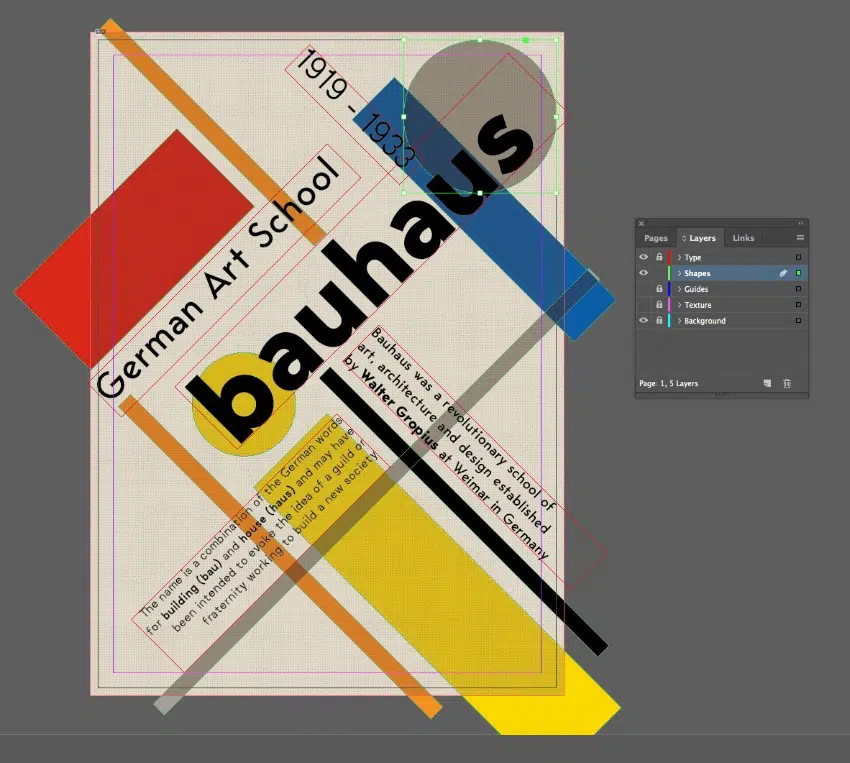 1919 - 1933
German Art School
bauhaus
Bauhaus was a revolutionary school of
art, architecture and design established
by Walter Gropius at Weimar in Germany
The name is a combination of the German words
for building (bau) and house (haus) and may have
been intended to evoke the idea of a guild or
fraternity working to build a new society
Pages
Layers
Links
Type
Shapes
Guides
Texture
Background
Page: 1, 5 Layers